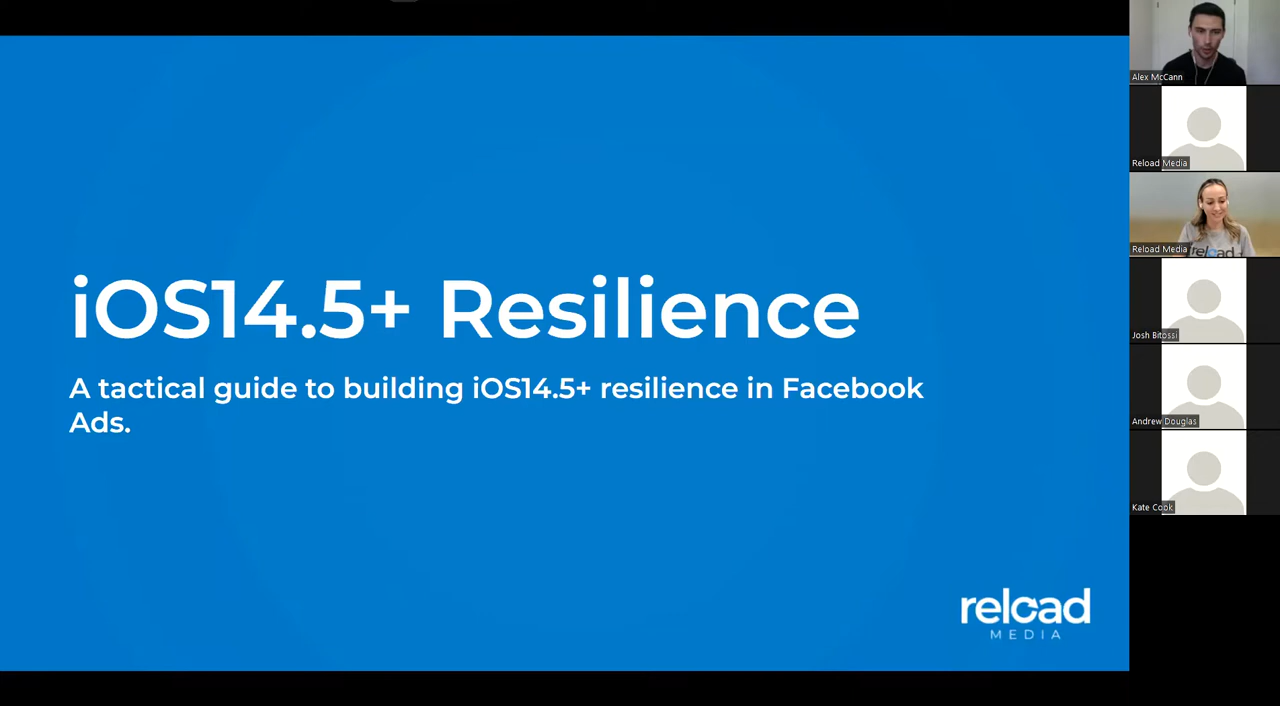 iOS14.5+ Resilience
A tactical guide to building iOS14.5+ resilience in Facebook
Ads.
reload
MEDIA
Alex McCann
Reload Media
Reload Media
reload
Josh Bitossi
Andrew Douglas
Kate Cook